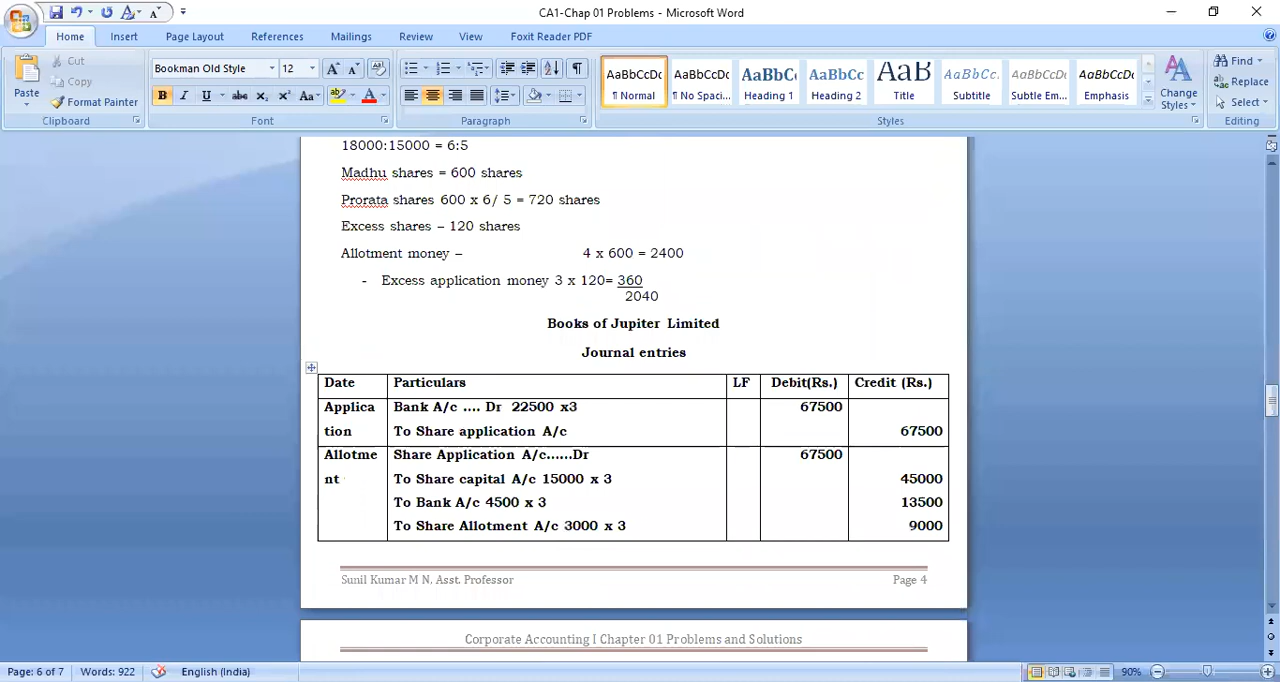 CA1-Chap 01 Problems - Microsoft Word
Home Insert Page Layout References Mailings Review View Foxit Reader PDF
Paste
Cut
Copy
Format Painter
Clipboard
Bookman Old Style 12
Font
Paragraph
AaBbCcDc AaBbCcDc AaBbC AaBbCc AaB AaBbCc. AaBbCcDc AaBbCcDc
¶ Normal ¶ No Spaci... Heading 1 Heading 2 Title Subtitle Subtle Em... Emphasis
Change Styles
Styles
Find
Replace
Select
Editing
18000:15000 = 6:5
Madhu shares = 600 shares
Prorata shares 600 x 6/ 5 = 720 shares
Excess shares – 120 shares
Allotment money – 4 x 600 = 2400
- Excess application money 3 x 120= 360
2040
Books of Jupiter Limited
Journal entries
Date Particulars LF Debit(Rs.) Credit (Rs.)
Applica Bank A/c .... Dr 22500 x3 67500
tion To Share application A/c 67500
Allotme Share Application A/c......Dr 67500
nt To Share capital A/c 15000 x 3 45000
To Bank A/c 4500 x 3 13500
To Share Allotment A/c 3000 x 3 9000
Sunil Kumar M N, Asst. Professor Page 4
Corporate Accounting I Chapter 01 Problems and Solutions
Page: 6 of 7 Words: 922 English (India) 90%